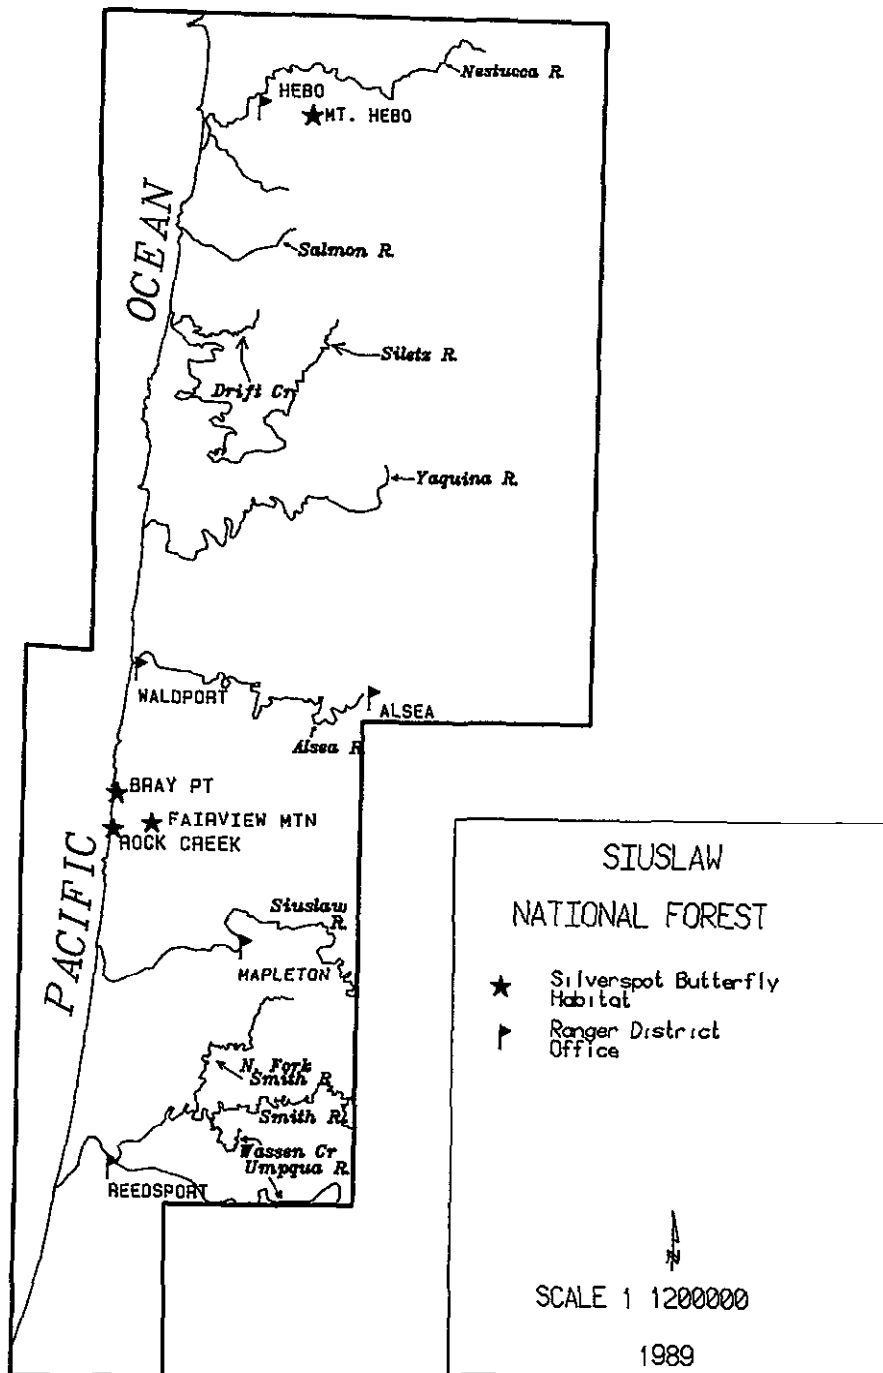 Nestucca R.
HEBO
MT. HEBO
OCEAN
Salmon R.
Siletz R.
Drift Cr
Yaquina R.
WALDPORT
ALSEA
Alsea R
BRAY PT
FAIRVIEW MTN
ROCK CREEK
PACIFIC
Siuslaw
R.
MAPLETON
N. Fork
Smith R
Smith R.
Wassen Cr
Umpqua R.
REEDSPORT
SIUSLAW
NATIONAL FOREST
Silverspot Butterfly
Habitat
Ranger District
Office
N
SCALE 1 1200000
1989